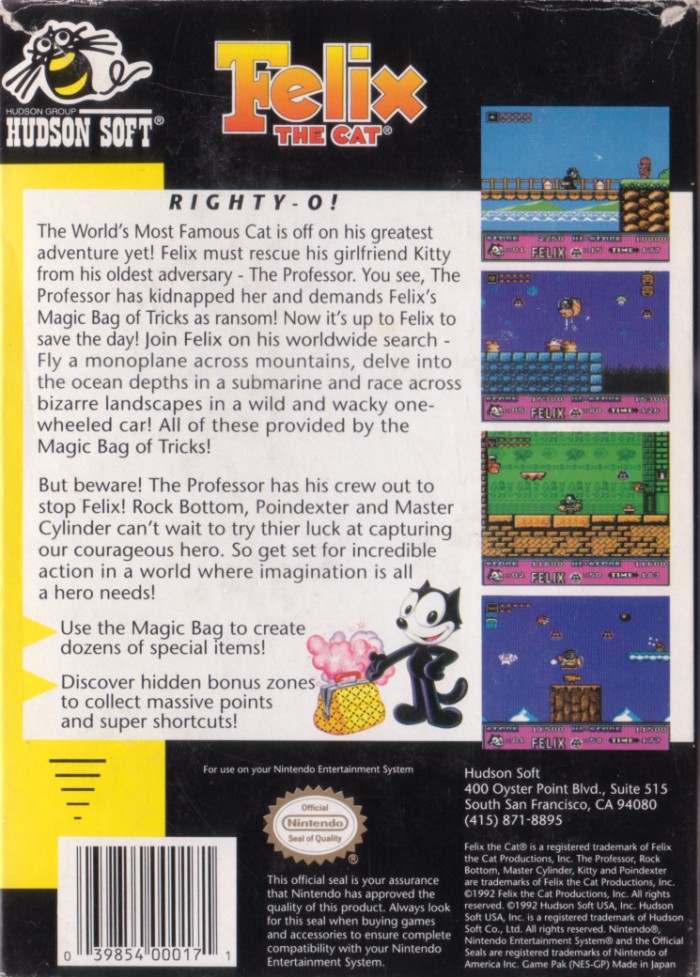 HUDSON GROUP
HUDSON SOFT®
Felix
THE CAT®
RIGHTY-O!
The World's Most Famous Cat is off on his greatest
adventure yet! Felix must rescue his girlfriend Kitty
from his oldest adversary - The Professor. You see, The
Professor has kidnapped her and demands Felix's
Magic Bag of Tricks as ransom! Now it's up to Felix to
save the day! Join Felix on his worldwide search -
Fly a monoplane across mountains, delve into
the ocean depths in a submarine and race across
bizarre landscapes in a wild and wacky one-
wheeled car! All of these provided by the
Magic Bag of Tricks!
But beware! The Professor has his crew out to
stop Felix! Rock Bottom, Poindexter and Master
Cylinder can't wait to try thier luck at capturing
our courageous hero. So get set for incredible
action in a world where imagination is all
a hero needs!
Use the Magic Bag to create
dozens of special items!
Discover hidden bonus zones
to collect massive points
and super shortcuts!
FELIX
FELIX
FELIX
FELIX
For use on your Nintendo Entertainment System
Official
Nintendo
Seal of Quality
®
This official seal is your assurance
that Nintendo has approved the
quality of this product. Always look
for this seal when buying games
and accessories to ensure complete
compatibility with your Nintendo
Entertainment System.
Hudson Soft
400 Oyster Point Blvd., Suite 515
South San Francisco, CA 94080
(415) 871-8895
Felix the Cat® is a registered trademark of Felix
the Cat Productions, Inc. The Professor, Rock
Bottom, Master Cylinder, Kitty and Poindexter
are trademarks of Felix the Cat Productions, Inc.
©1992 Felix the Cat Productions, Inc. All rights
reserved. ©1992 Hudson Soft USA, Inc. Hudson
Soft USA, Inc. is a registered trademark of Hudson
Soft Co., Ltd. All rights reserved. Nintendo®,
Nintendo Entertainment System® and the Official
Seals are registered trademarks of Nintendo of
America Inc. Game Pak (NES-GP) Made in Japan
0 39854 00017 1